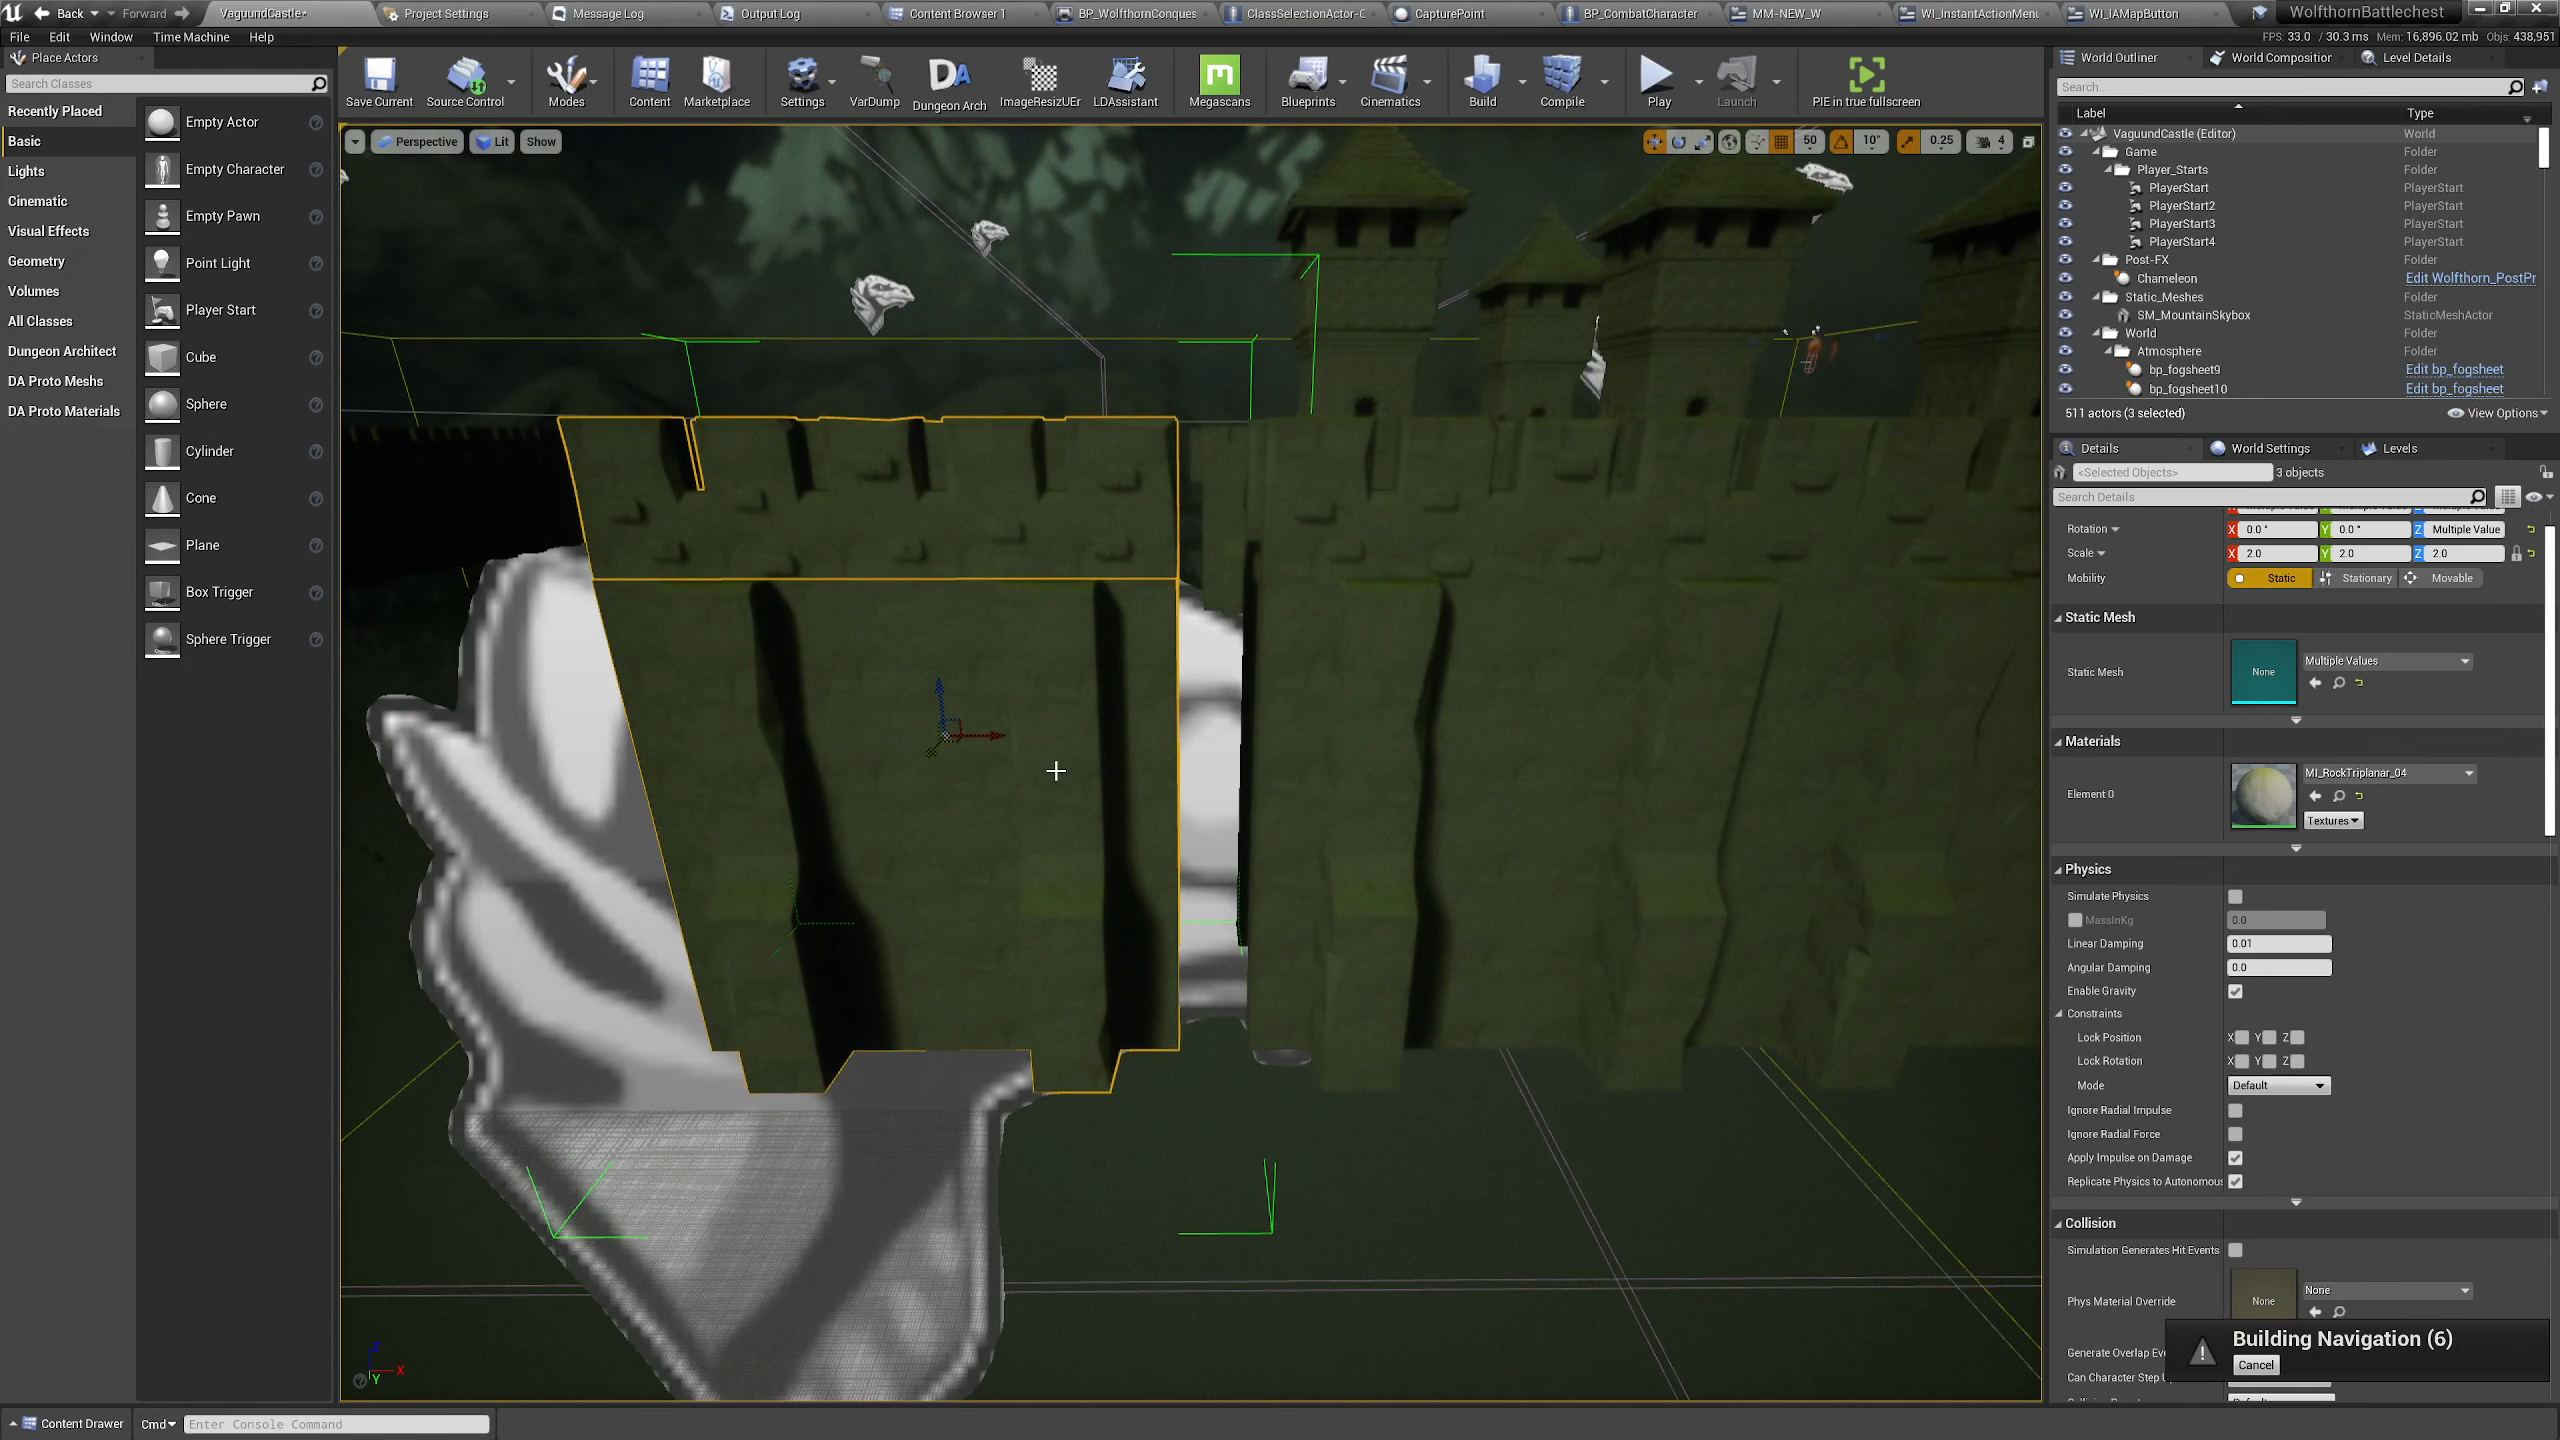 Back
Forward
VaguundCastle*
Project Settings
Message Log
Output Log
Content Browser 1
BP_WolfthornConques
ClassSelectionActor-C
CapturePoint
BP_CombatCharacter
MM-NEW_W
WI_InstantActionMenu
WI_IAMapButton
WolfthornBattlechest
File
Edit
Window
Time Machine
Help
FPS: 33.0 / 30.3 ms
Mem: 16,896.02 mb
Objs: 438,951
Place Actors
Search Classes
Recently Placed
Basic
Lights
Cinematic
Visual Effects
Geometry
Volumes
All Classes
Dungeon Architect
DA Proto Meshs
DA Proto Materials
Empty Actor
Empty Character
Empty Pawn
Point Light
Player Start
Cube
Sphere
Cylinder
Cone
Plane
Box Trigger
Sphere Trigger
Save Current
Source Control
Modes
Content
Marketplace
Settings
VarDump
DA
Dungeon Arch
ImageResizUEr
LDAssistant
Megascans
Blueprints
Cinematics
Build
Compile
Play
Launch
PIE in true fullscreen
Perspective
Lit
Show
50
10°
0.25
4
World Outliner
World Composition
Level Details
Search...
Label
Type
VaguundCastle (Editor)
World
Game
Folder
Player_Starts
Folder
PlayerStart
PlayerStart
PlayerStart2
PlayerStart
PlayerStart3
PlayerStart
PlayerStart4
PlayerStart
Post-FX
Folder
Chameleon
Edit Wolfthorn_PostPr
Static_Meshes
Folder
SM_MountainSkybox
StaticMeshActor
World
Folder
Atmosphere
Folder
bp_fogsheet9
Edit bp_fogsheet
bp_fogsheet10
Edit bp_fogsheet
511 actors (3 selected)
View Options
Details
World Settings
Levels
<Selected Objects>
3 objects
Search Details
Rotation
X 0.0 °
Y 0.0 °
Z Multiple Value
Scale
X 2.0
Y 2.0
Z 2.0
Mobility
Static
Stationary
Movable
Static Mesh
Static Mesh
None
Multiple Values
Materials
Element 0
MI_RockTriplanar_04
Textures
Physics
Simulate Physics
MassInKg
0.0
Linear Damping
0.01
Angular Damping
0.0
Enable Gravity
Constraints
Lock Position
X Y Z
Lock Rotation
X Y Z
Mode
Default
Ignore Radial Impulse
Ignore Radial Force
Apply Impulse on Damage
Replicate Physics to Autonomous
Collision
Simulation Generates Hit Events
Phys Material Override
None
None
Generate Overlap Eve
Can Character Step U
Building Navigation (6)
Cancel
Z
X
Y
Content Drawer
Cmd
Enter Console Command